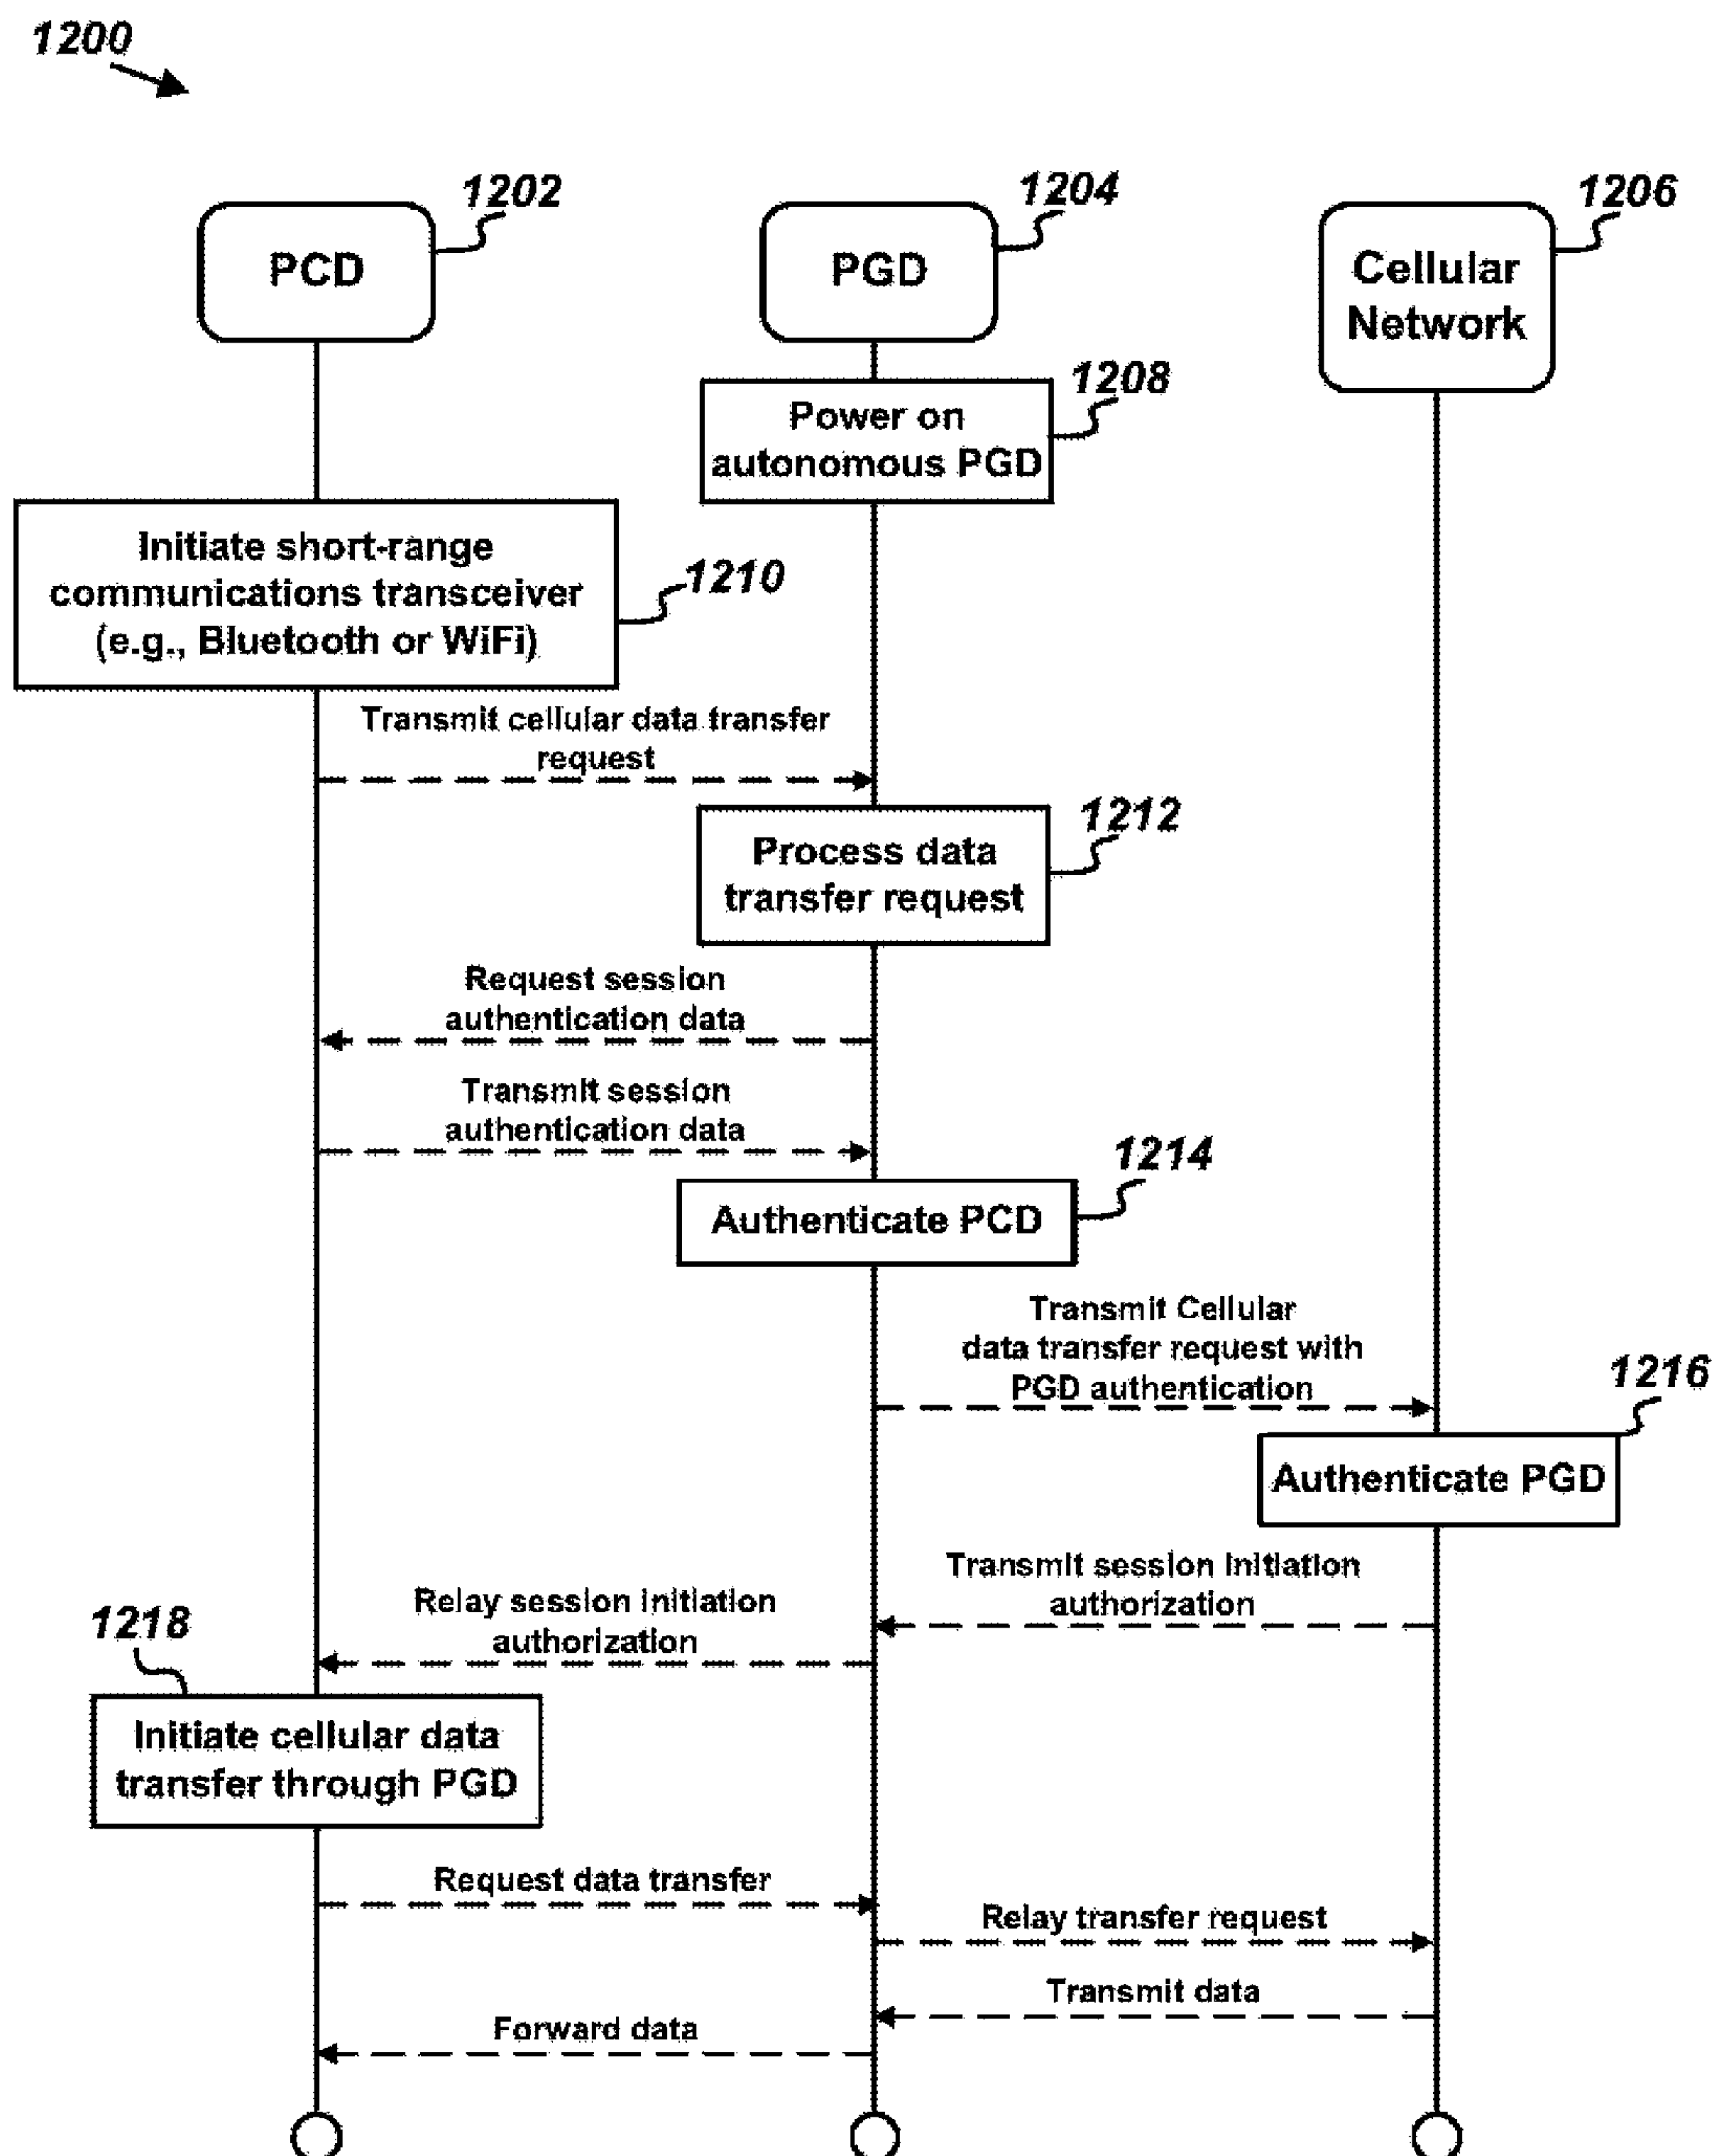 1200
1202
1204
1206
PCD
PGD
Cellular
Network
1208
Power on
autonomous PGD
Initiate short-range
communications transceiver
(e.g., Bluetooth or WiFi)
1210
Transmit cellular data transfer
request
1212
Process data
transfer request
Request session
authentication data
Transmit session
authentication data
1214
Authenticate PCD
Transmit Cellular
data transfer request with
PGD authentication
1216
Authenticate PGD
Transmit session initiation
authorization
Relay session initiation
authorization
1218
Initiate cellular data
transfer through PGD
Request data transfer
Relay transfer request
Transmit data
Forward data